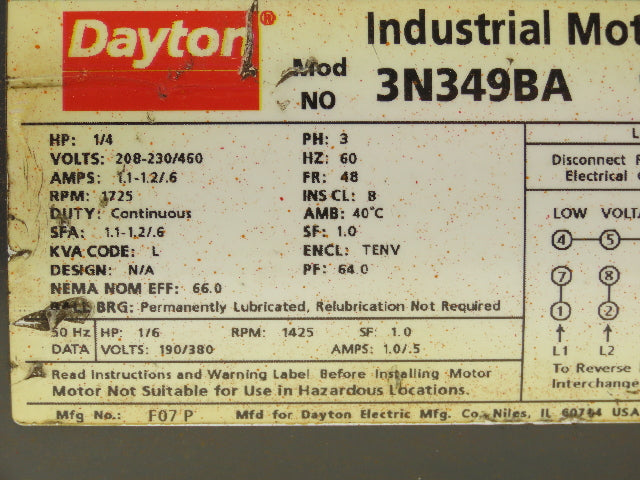 Dayton®
Industrial Mot
Mod
NO 3N349BA
HP: 1/4 PH: 3
VOLTS: 208-230/460 HZ: 60
AMPS: 1.1-1.2/.6 FR: 48
RPM: 1725 INS CL: B
DUTY: Continuous AMB: 40°C
SFA: 1.1-1.2/.6 SF: 1.0
KVA CODE: L ENCL: TENV
DESIGN: N/A PF: 64.0
NEMA NOM EFF: 66.0
BALL BRG: Permanently Lubricated, Relubrication Not Required
50 Hz HP: 1/6 RPM: 1425 SF: 1.0
DATA VOLTS: 190/380 AMPS: 1.0/.5
Read Instructions and Warning Label Before Installing Motor
Motor Not Suitable for Use in Hazardous Locations.
Mfg No.: F07 P Mfd for Dayton Electric Mfg. Co. Niles, IL 60714 USA
L
Disconnect
Electrical
LOW VOLTA
4 5
7 8
1 2
L1 L2
To Reverse
Interchange